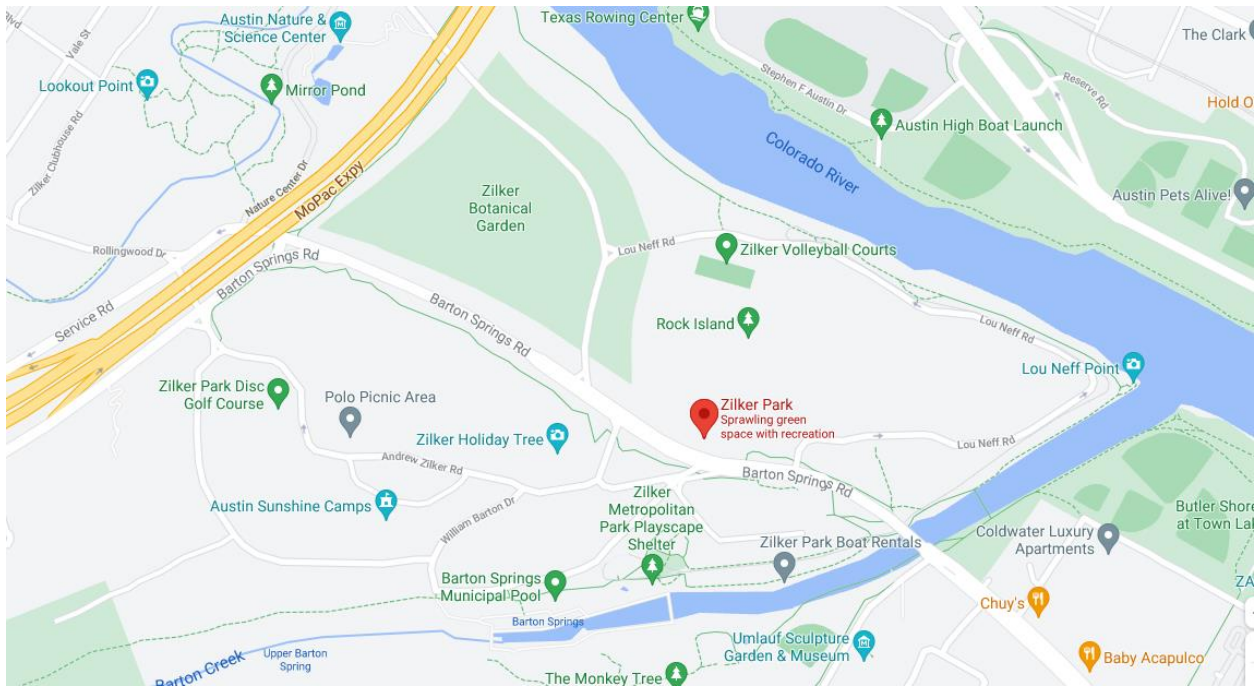 Texas Rowing Center
The Clark
Austin Nature &
Science Center
Vale St
Stephen F Austin Dr
Reserve Rd
Lookout Point
Mirror Pond
Hold O
Austin High Boat Launch
Zilker Clubhouse Rd
Nature Center Dr
MoPac Expy
Colorado River
Zilker
Botanical
Garden
Austin Pets Alive!
Rollingwood Dr
Barton Springs Rd
Lou Neff Rd
Zilker Volleyball Courts
Service Rd
Barton Springs Rd
Rock Island
Lou Neff Rd
Lou Neff Point
Zilker Park Disc
Golf Course
Polo Picnic Area
Zilker Park
Sprawling green
space with recreation
Zilker Holiday Tree
Lou Neff Rd
Andrew Zilker Rd
Barton Springs Rd
Austin Sunshine Camps
William Barton Dr
Zilker
Metropolitan
Park Playscape
Shelter
Butler Shore
at Town La
Coldwater Luxury
Apartments
Zilker Park Boat Rentals
Barton Springs
Municipal Pool
ZA
Chuy's
Barton Springs
Umlauf Sculpture
Garden & Museum
Upper Barton
Spring
Barton Creek
Baby Acapulco
The Monkey Tree